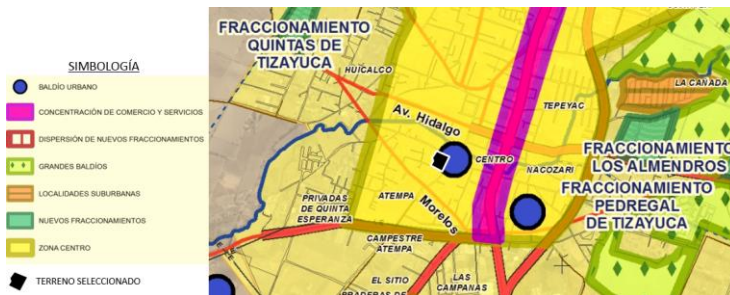 SIMBOLOGÍA
BALDÍO URBANO
CONCENTRACIÓN DE COMERCIO Y SERVICIOS
DISPERSIÓN DE NUEVOS FRACCIONAMIENTOS
GRANDES BALDÍOS
LOCALIDADES SUBURBANAS
NUEVOS FRACCIONAMIENTOS
ZONA CENTRO
TERRENO SELECCIONADO
FRACCIONAMIENTO
QUINTAS DE
TIZAYUCA
HUICALCO
LA CAÑADA
Av. Hidalgo
TEPEYAC
CENTRO
NACOZARI
FRACCIONAMIENTO
LOS ALMENDROS
FRACCIONAMIENTO
PEDREGAL
DE TIZAYUCA
ATEMPA
Morelos
PRIVADAS
DE QUINTA
ESPERANZA
CAMPESTRE
ATEMPA
EL SITIO
LAS
CAMPANAS
PRADERAS DE